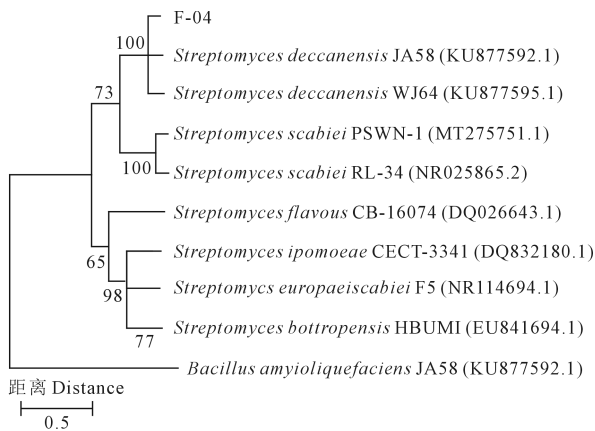 F-04
100
Streptomyces deccanensis JA58 (KU877592.1)
Streptomyces deccanensis WJ64 (KU877595.1)
73
Streptomyces scabiei PSWN-1 (MT275751.1)
100
Streptomyces scabiei RL-34 (NR025865.2)
Streptomyces flavous CB-16074 (DQ026643.1)
65
Streptomyces ipomoeae CECT-3341 (DQ832180.1)
98
Streptomycs europaeiscabiei F5 (NR114694.1)
Streptomyces bottropensis HBUMI (EU841694.1)
77
Bacillus amyioliquefaciens JA58 (KU877592.1)
距离 Distance
0.5